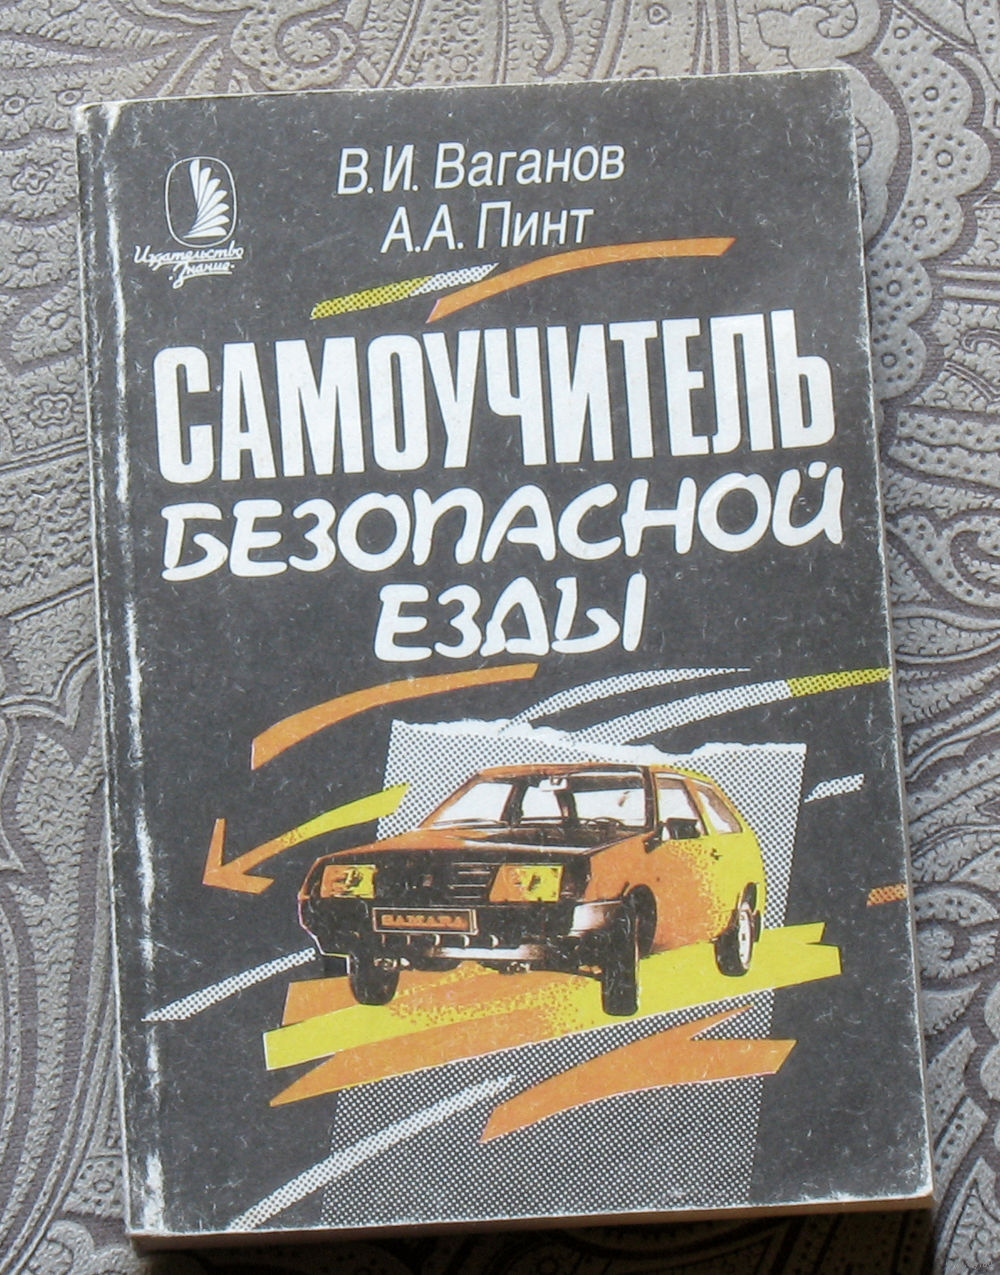 В.И. Ваганов
А.А. Пинт
Издательство
·Знание·
САМОУЧИТЕЛЬ
БЕЗОПАСНОЙ
ЕЗДЫ
SAMARA